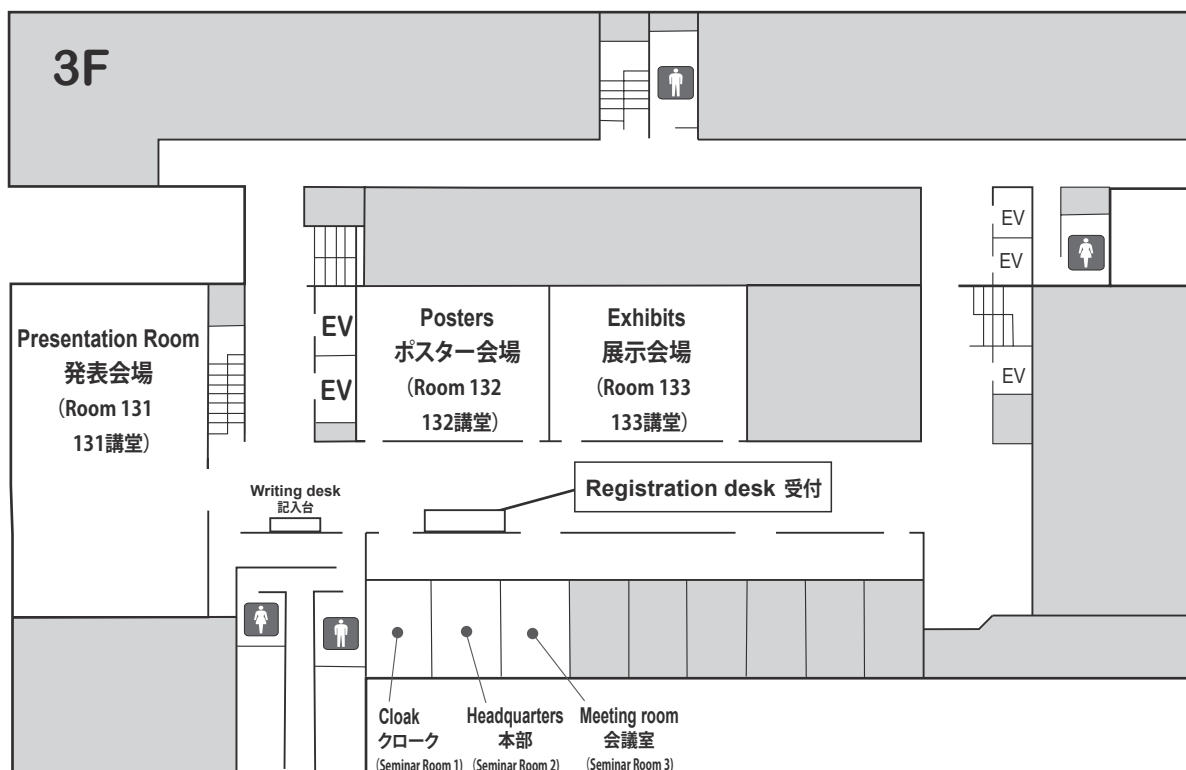 3F
EV
EV
Presentation Room
発表会場
(Room 131
131講堂)
EV
EV
Posters
ポスター会場
(Room 132
132講堂)
Exhibits
展示会場
(Room 133
133講堂)
EV
Writing desk
記入台
Registration desk 受付
Cloak
クローク
(Seminar Room 1)
Headquarters
本部
(Seminar Room 2)
Meeting room
会議室
(Seminar Room 3)